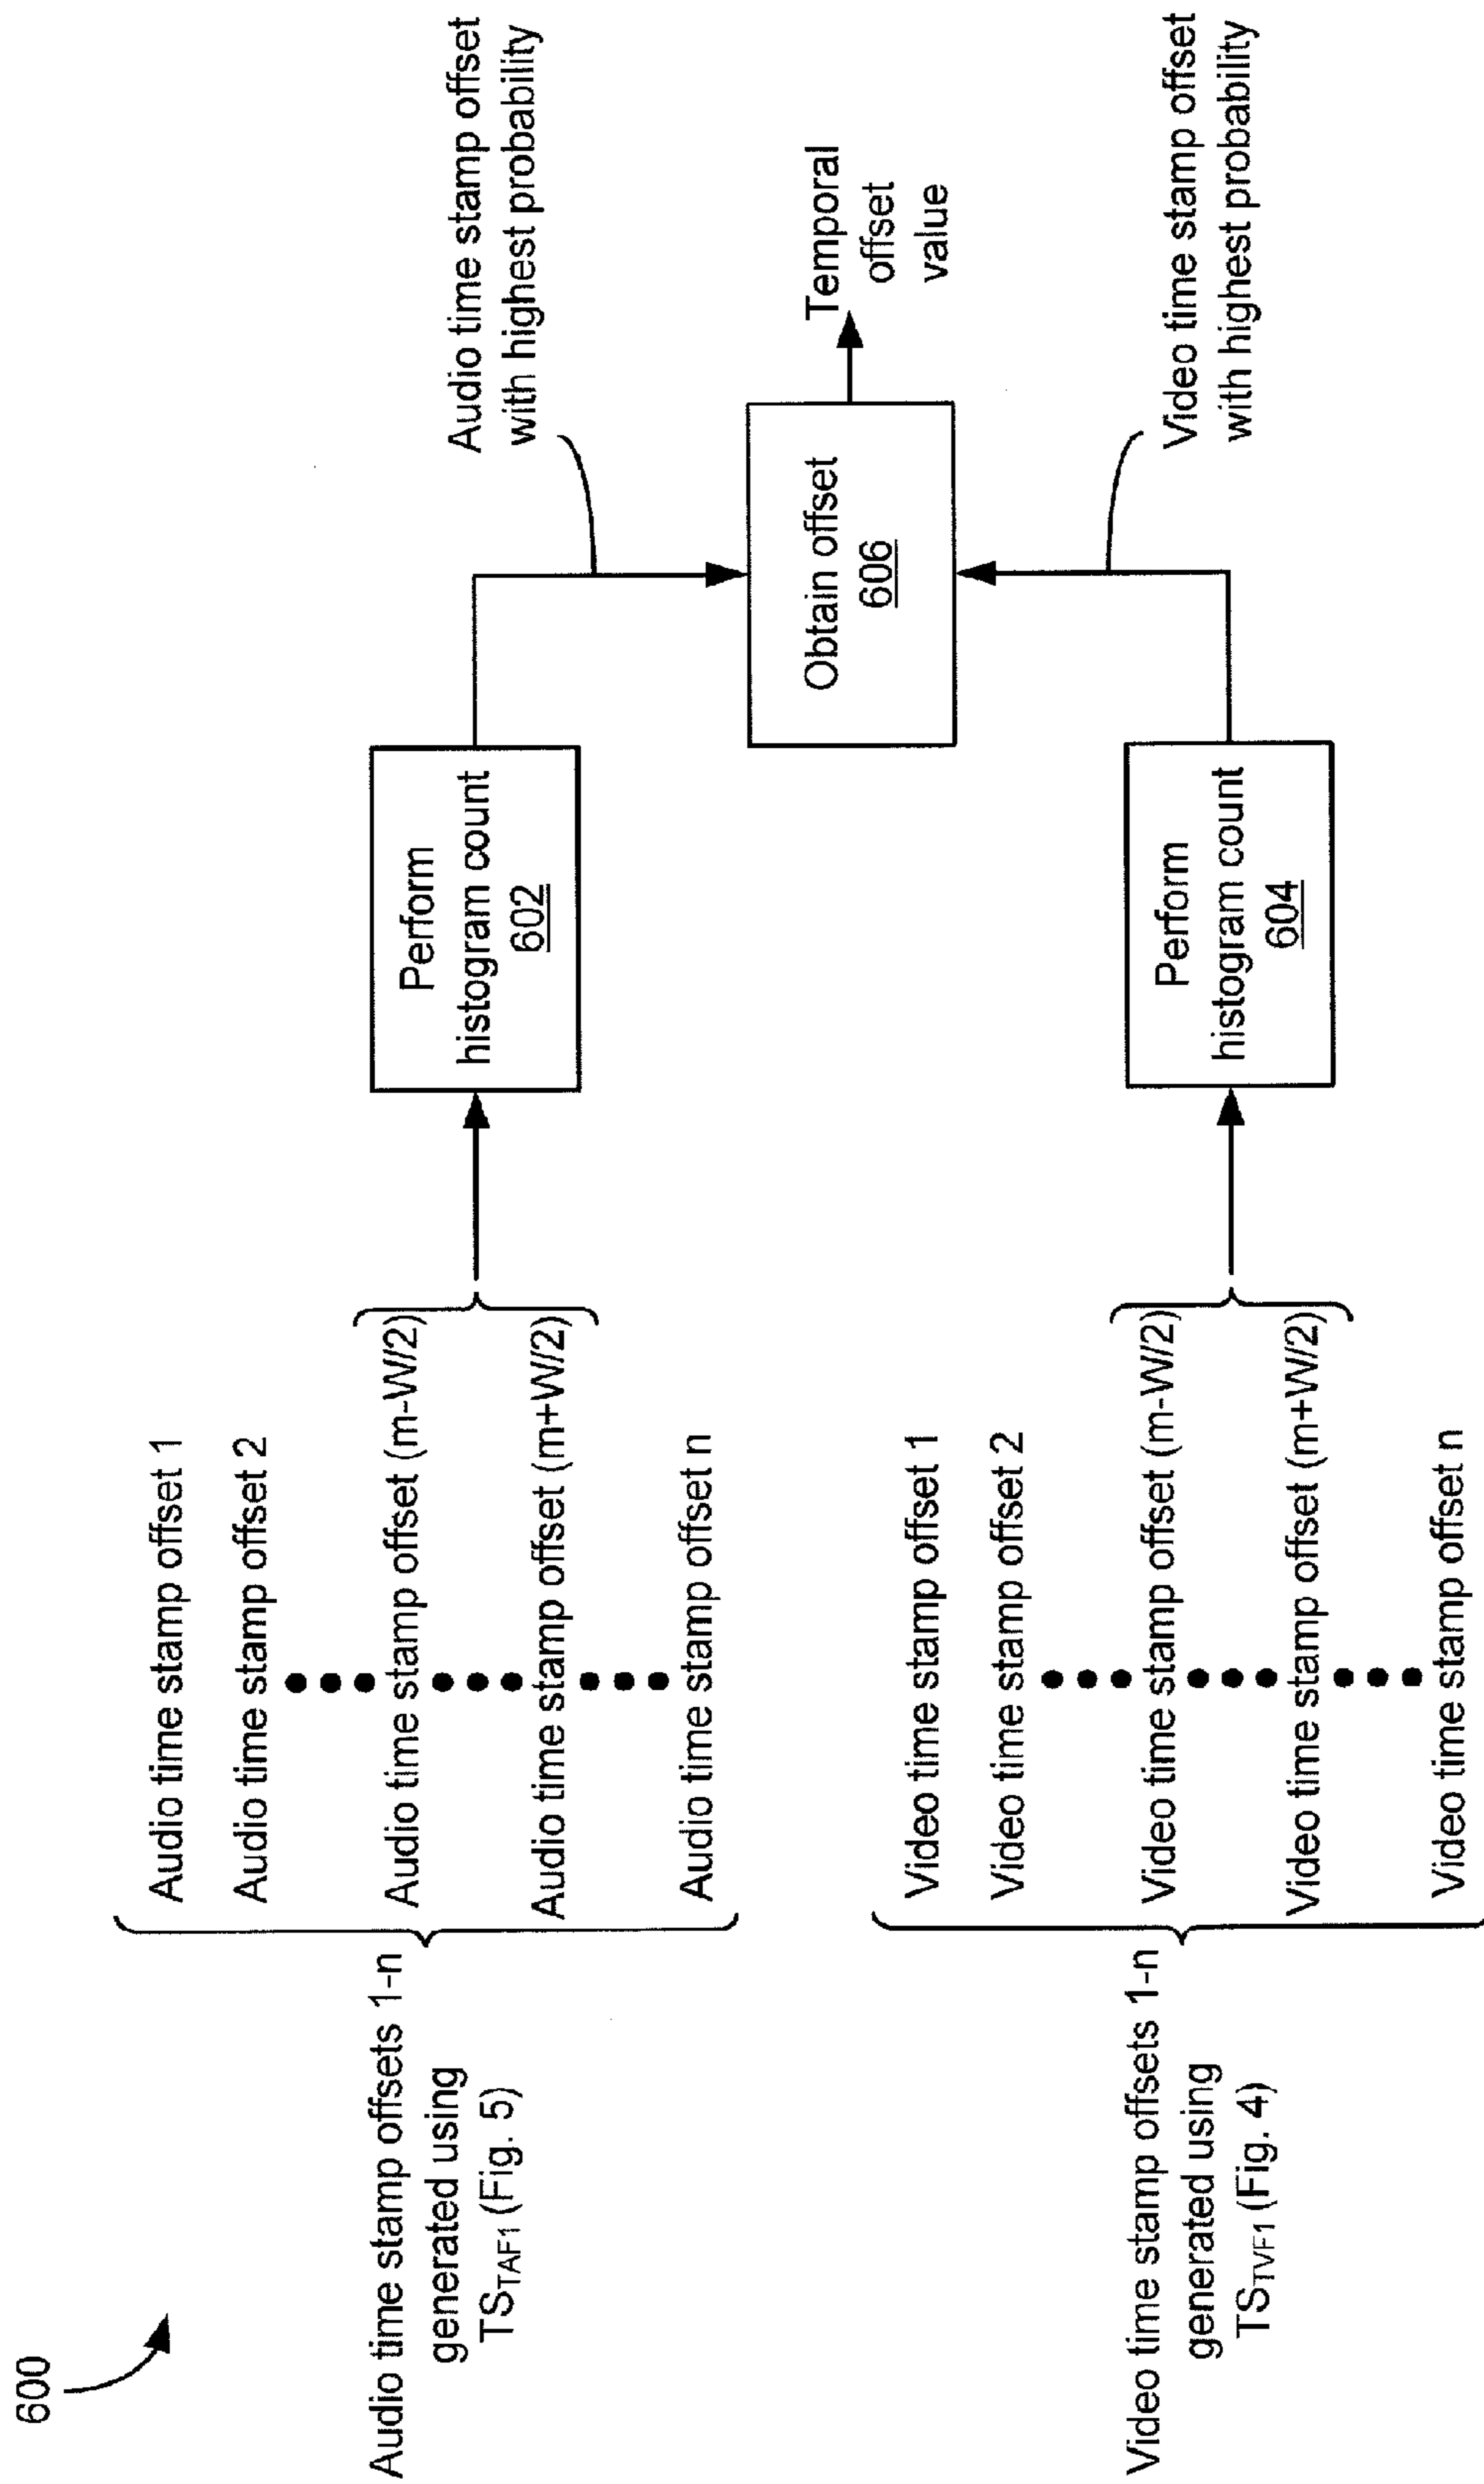 600
Audio time stamp offsets 1-n
generated using
TSTAF1 (Fig. 5)
Audio time stamp offset 1
Audio time stamp offset 2
Audio time stamp offset (m-W/2)
Audio time stamp offset (m+W/2)
Audio time stamp offset n
Perform
histogram count
602
Audio time stamp offset
with highest probability
Obtain offset
606
Temporal
offset
value
Video time stamp offsets 1-n
generated using
TSTVF1 (Fig. 4)
Video time stamp offset 1
Video time stamp offset 2
Video time stamp offset (m-W/2)
Video time stamp offset (m+W/2)
Video time stamp offset n
Perform
histogram count
604
Video time stamp offset
with highest probability